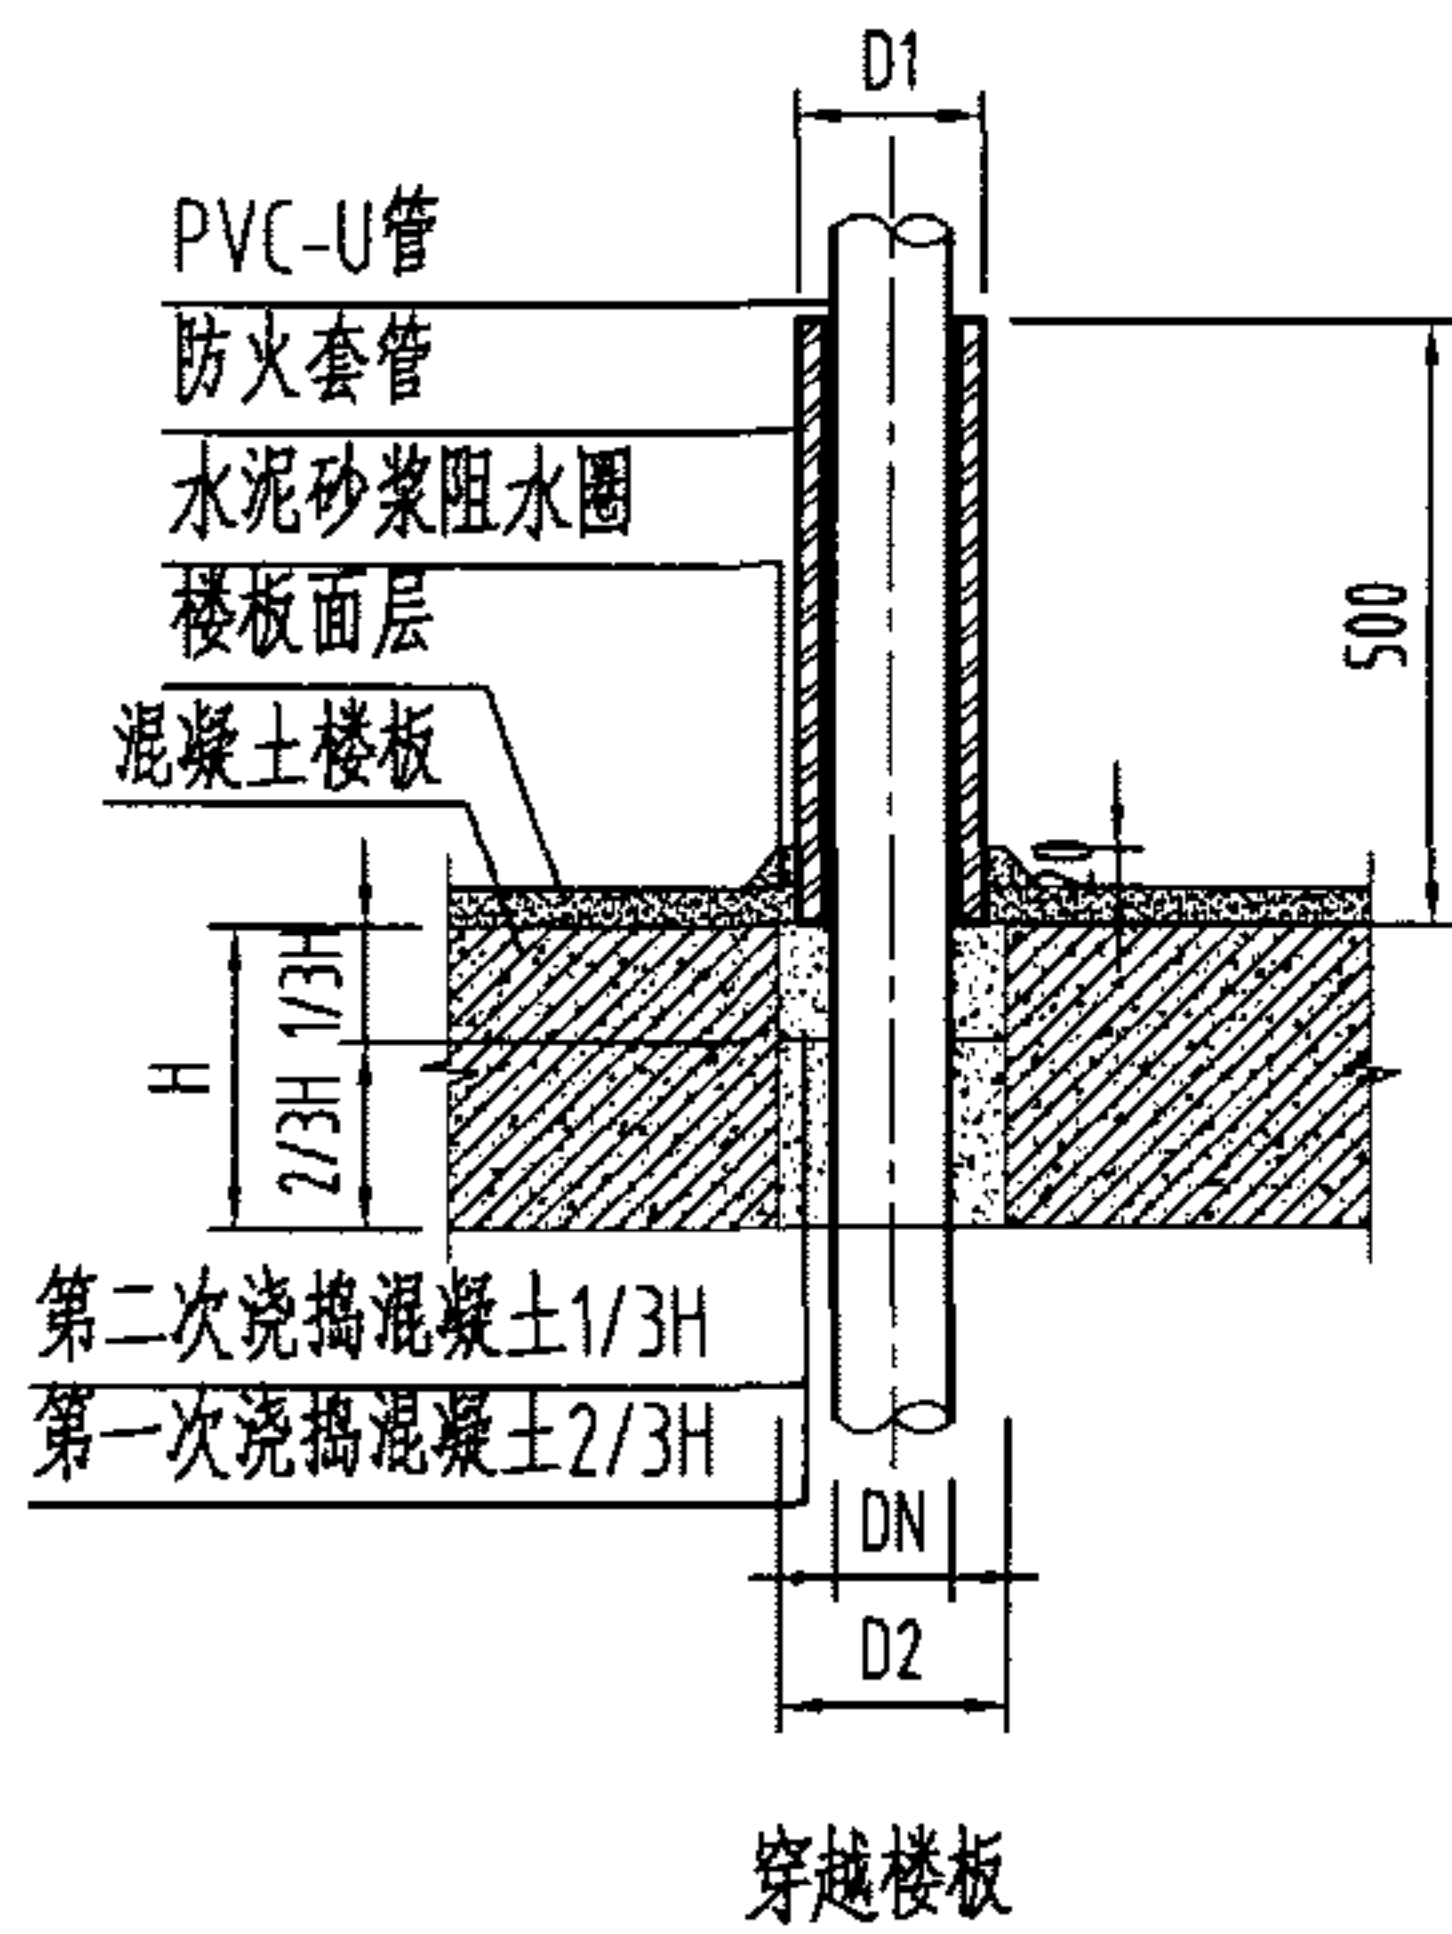 D1
PVC-U管
防火套管
水泥砂浆阻水圈
楼板面层
混凝土楼板
500
H
2/3H 1/3H
第二次浇捣混凝土1/3H
第一次浇捣混凝土2/3H
DN
D2
穿越楼板